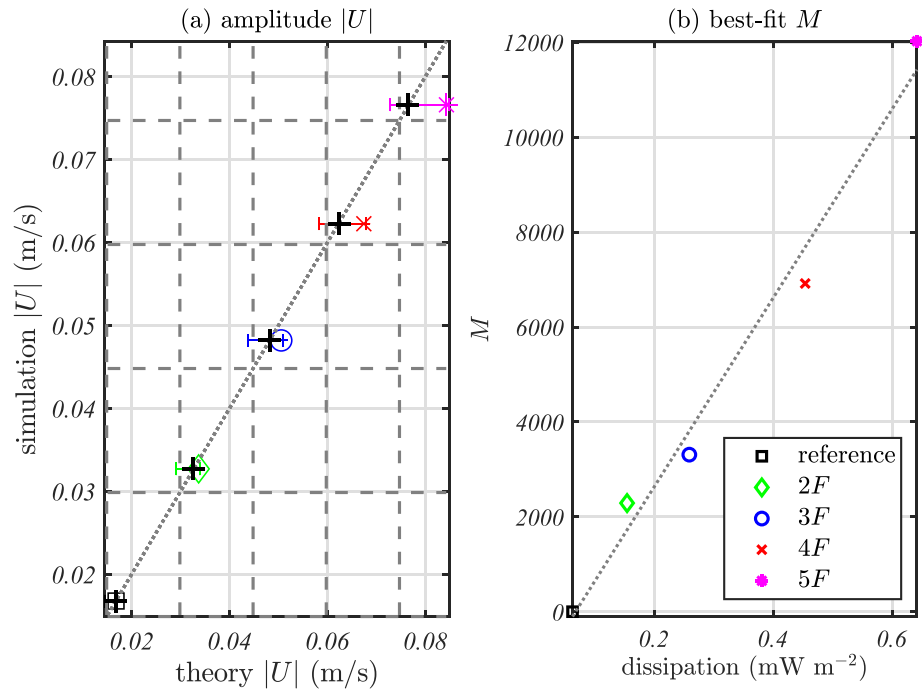 (a) amplitude |U|
0.08
0.07
0.06
0.05
0.04
0.03
0.02
simulation |U| (m/s)
0.02 0.04 0.06 0.08
theory |U| (m/s)
(b) best-fit M
12000
10000
8000
6000
4000
2000
0
M
0.2 0.4 0.6
dissipation (mW m−2)
reference
2F
3F
4F
5F